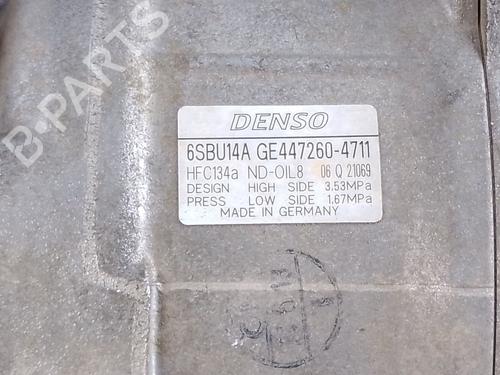 B-PARTS
DENSO
6SBU14A GE447260-4711
HFC134a ND-OIL8 06 Q 21069
DESIGN HIGH SIDE 3.53MPa
PRESS LOW SIDE 1.67MPa
MADE IN GERMANY